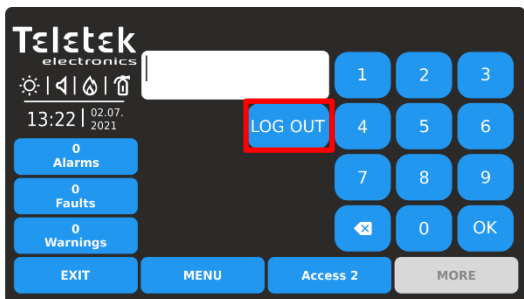 Teletek
electronics
13:22 02.07.
2021
0
Alarms
0
Faults
0
Warnings
LOG OUT
1 2 3
4 5 6
7 8 9
0 OK
EXIT MENU Access 2 MORE